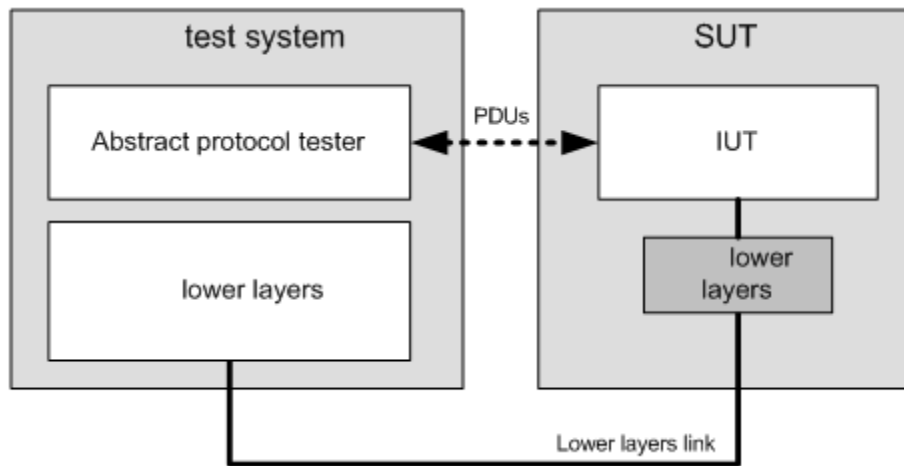 test system
SUT
Abstract protocol tester
PDUs
IUT
lower layers
lower
layers
Lower layers link